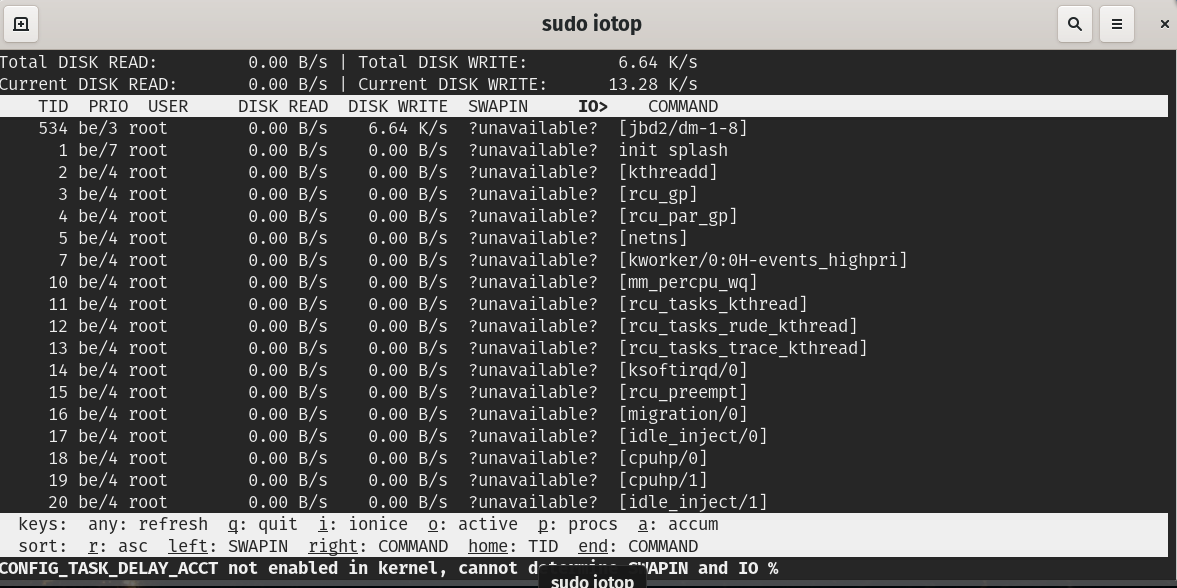 sudo iotop
Total DISK READ:         0.00 B/s | Total DISK WRITE:         6.64 K/s
Current DISK READ:       0.00 B/s | Current DISK WRITE:      13.28 K/s
TID  PRIO  USER     DISK READ  DISK WRITE  SWAPIN     IO>    COMMAND
534 be/3 root        0.00 B/s    6.64 K/s  ?unavailable?  [jbd2/dm-1-8]
1 be/7 root        0.00 B/s    0.00 B/s  ?unavailable?  init splash
2 be/4 root        0.00 B/s    0.00 B/s  ?unavailable?  [kthreadd]
3 be/4 root        0.00 B/s    0.00 B/s  ?unavailable?  [rcu_gp]
4 be/4 root        0.00 B/s    0.00 B/s  ?unavailable?  [rcu_par_gp]
5 be/4 root        0.00 B/s    0.00 B/s  ?unavailable?  [netns]
7 be/4 root        0.00 B/s    0.00 B/s  ?unavailable?  [kworker/0:0H-events_highpri]
10 be/4 root        0.00 B/s    0.00 B/s  ?unavailable?  [mm_percpu_wq]
11 be/4 root        0.00 B/s    0.00 B/s  ?unavailable?  [rcu_tasks_kthread]
12 be/4 root        0.00 B/s    0.00 B/s  ?unavailable?  [rcu_tasks_rude_kthread]
13 be/4 root        0.00 B/s    0.00 B/s  ?unavailable?  [rcu_tasks_trace_kthread]
14 be/4 root        0.00 B/s    0.00 B/s  ?unavailable?  [ksoftirqd/0]
15 be/4 root        0.00 B/s    0.00 B/s  ?unavailable?  [rcu_preempt]
16 be/4 root        0.00 B/s    0.00 B/s  ?unavailable?  [migration/0]
17 be/4 root        0.00 B/s    0.00 B/s  ?unavailable?  [idle_inject/0]
18 be/4 root        0.00 B/s    0.00 B/s  ?unavailable?  [cpuhp/0]
19 be/4 root        0.00 B/s    0.00 B/s  ?unavailable?  [cpuhp/1]
20 be/4 root        0.00 B/s    0.00 B/s  ?unavailable?  [idle_inject/1]
keys:  any: refresh  q: quit  i: ionice  o: active  p: procs  a: accum
sort:  r: asc  left: SWAPIN  right: COMMAND  home: TID  end: COMMAND
CONFIG_TASK_DELAY_ACCT not enabled in kernel, cannot determine SWAPIN and IO %
sudo iotop